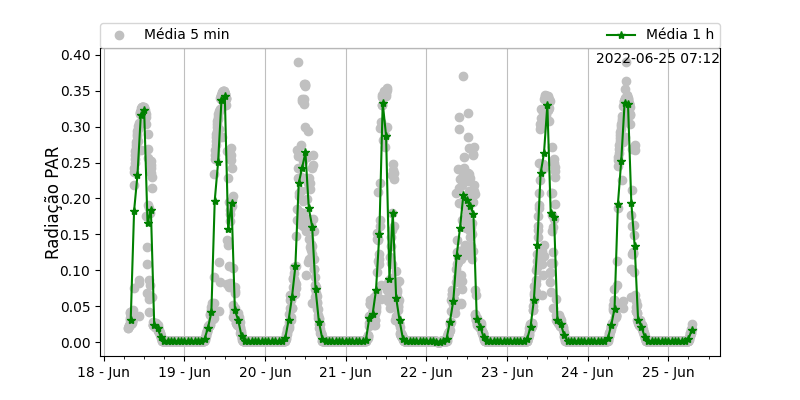 Média 5 min
Média 1 h
2022-06-25 07:12
Radiação PAR
0.40
0.35
0.30
0.25
0.20
0.15
0.10
0.05
0.00
18 - Jun
19 - Jun
20 - Jun
21 - Jun
22 - Jun
23 - Jun
24 - Jun
25 - Jun